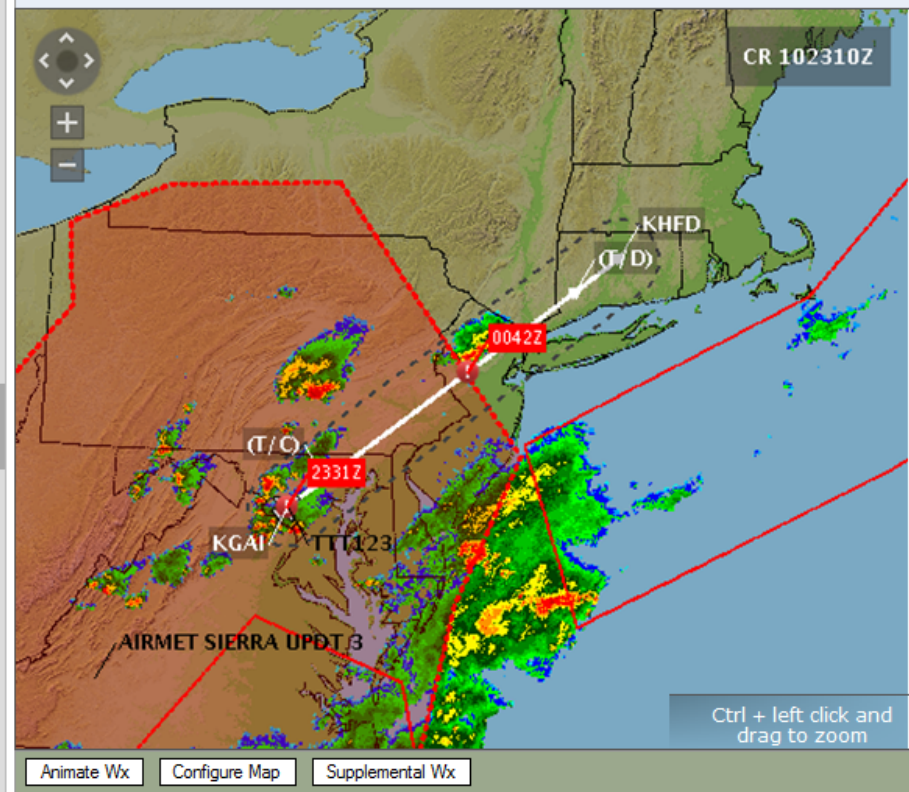 CR 102310Z
KHFD
(T/D)
0042Z
(T/C)
2331Z
KGAI
TTT123
AIRMET SIERRA UPDT 3
Ctrl + left click and
drag to zoom
Animate Wx
Configure Map
Supplemental Wx